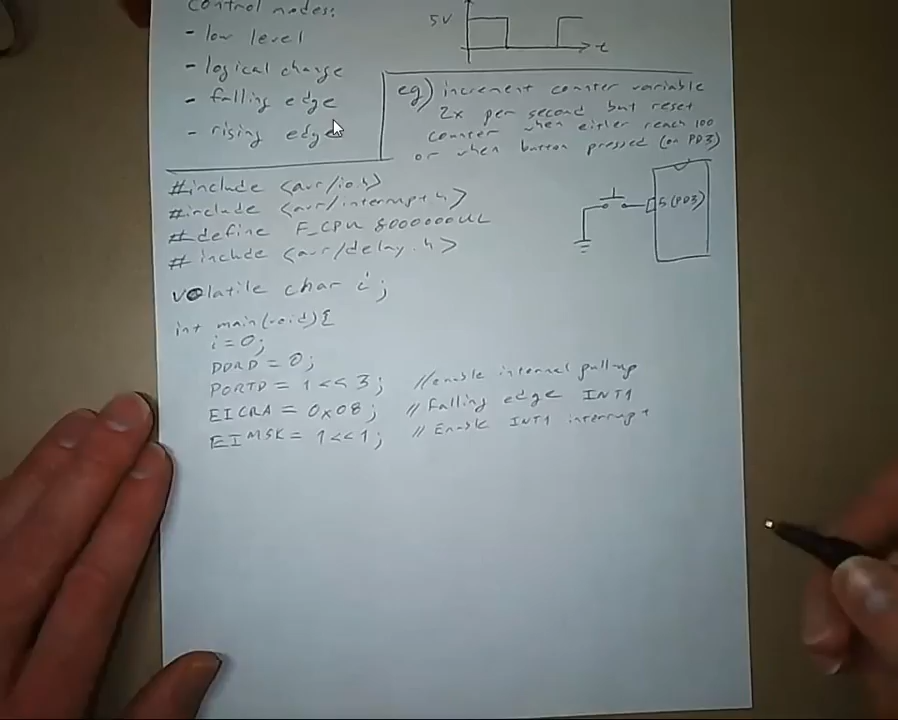 Control modes:
- low level
- logical change
- falling edge
- rising edge
5V
t
eg) increment counter variable
2x per second but reset
counter when either reach 100
or when button pressed (on PD3)
#include <avr/io.h>
#include <avr/interrupt.h>
#define F_CPU 8000000UL
#include <avr/delay.h>
5(PD3)
volatile char i;
int main(void){
i=0;
DDRD = 0;
PORTD = 1<<3; //enable internal pull-up
EICRA = 0x08; //Falling edge INT1
EIMSK = 1<<1; //Enable INT1 interrupt